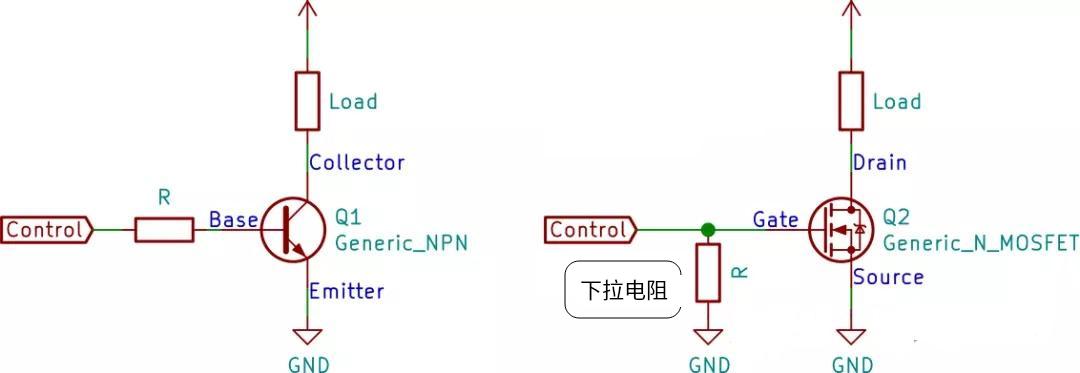 Load
Collector
R
Control
Base
Q1
Generic_NPN
Emitter
GND
Load
Drain
Control
Gate
Q2
Generic_N_MOSFET
Source
下拉电阻
R
GND
GND